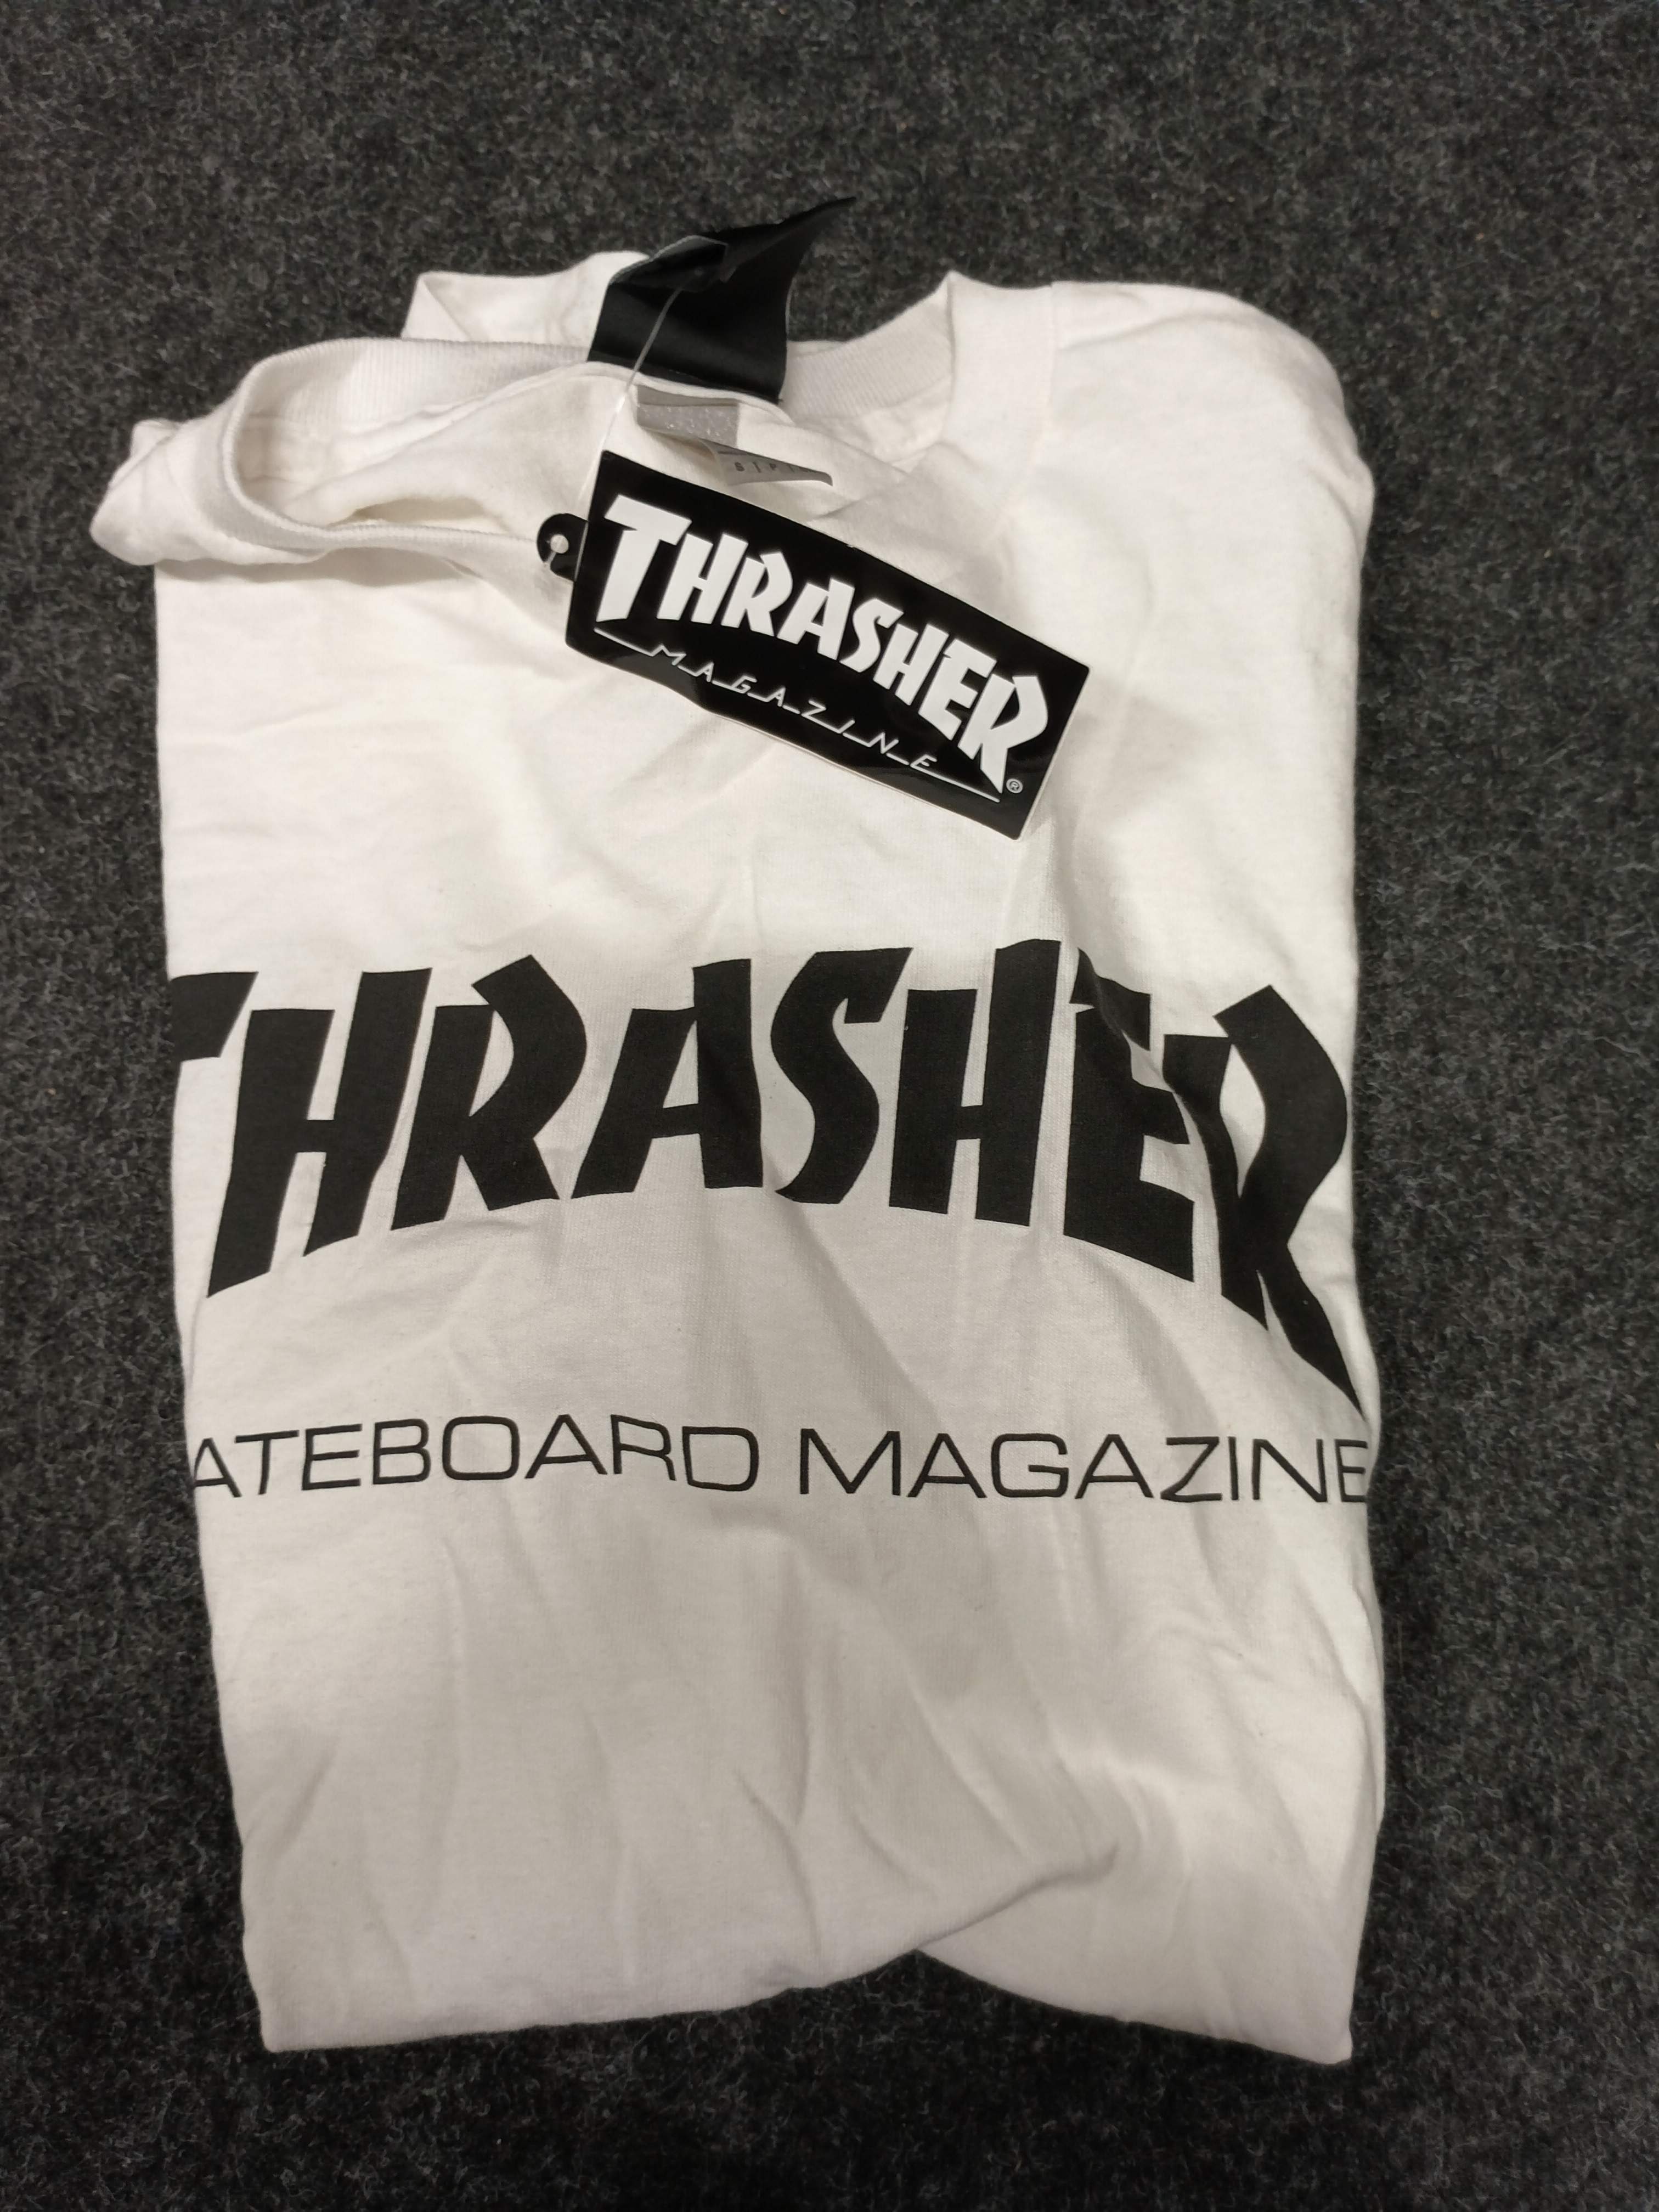 THRASHER
MAGAZINE
®
THRASHER
ATEBOARD MAGAZINE